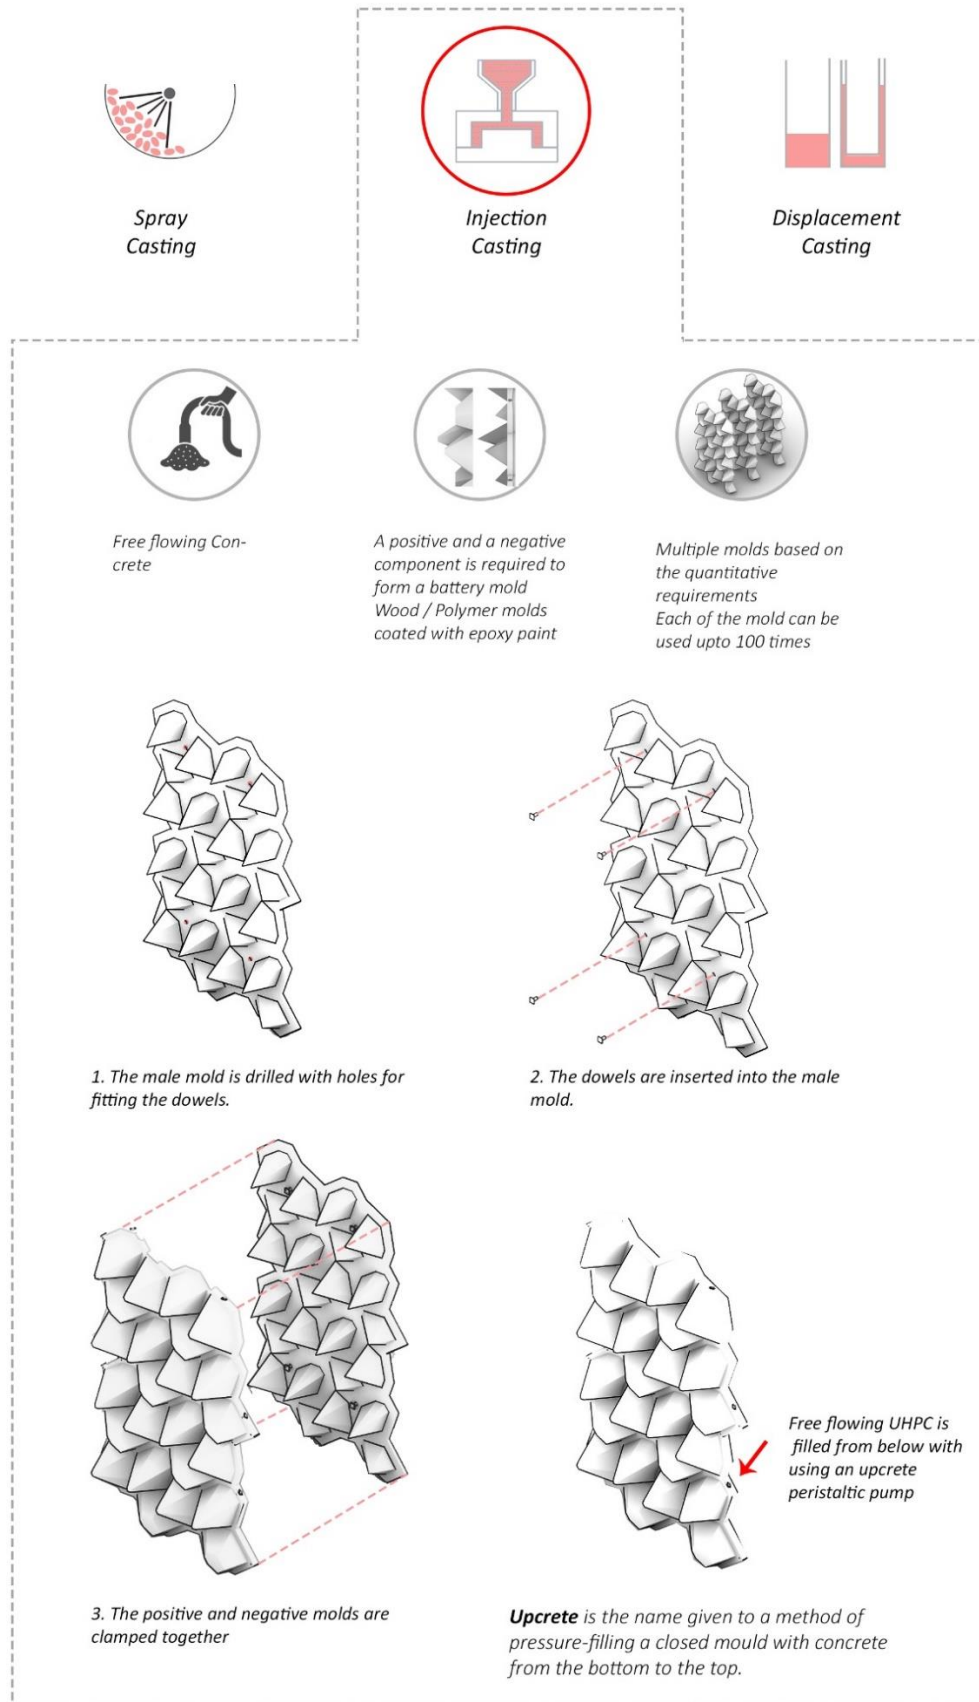 Spray
Casting
Injection
Casting
Displacement
Casting
Free flowing Con-
crete
A positive and a negative
component is required to
form a battery mold
Wood / Polymer molds
coated with epoxy paint
Multiple molds based on
the quantitative
requirements
Each of the mold can be
used upto 100 times
1. The male mold is drilled with holes for
fitting the dowels.
2. The dowels are inserted into the male
mold.
3. The positive and negative molds are
clamped together
Free flowing UHPC is
filled from below with
using an upcrete
peristaltic pump
Upcrete is the name given to a method of
pressure-filling a closed mould with concrete
from the bottom to the top.